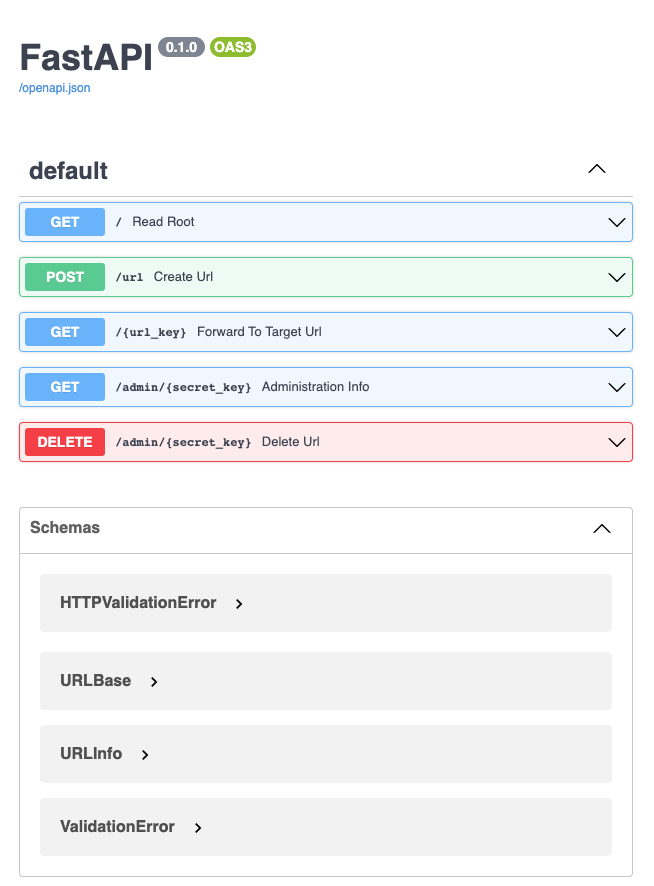 FastAPI 0.1.0 OAS3
/openapi.json
default
GET / Read Root
POST /url Create Url
GET /{url_key} Forward To Target Url
GET /admin/{secret_key} Administration Info
DELETE /admin/{secret_key} Delete Url
Schemas
HTTPValidationError
URLBase
URLInfo
ValidationError